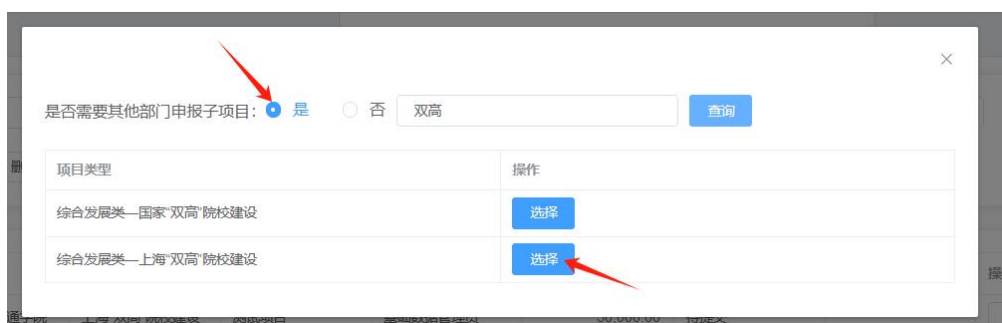 是否需要其他部门申报子项目: 是 否 双高 查询
删
项目类型 操作
综合发展类—国家"双高"院校建设 选择
综合发展类—上海"双高"院校建设 选择
操